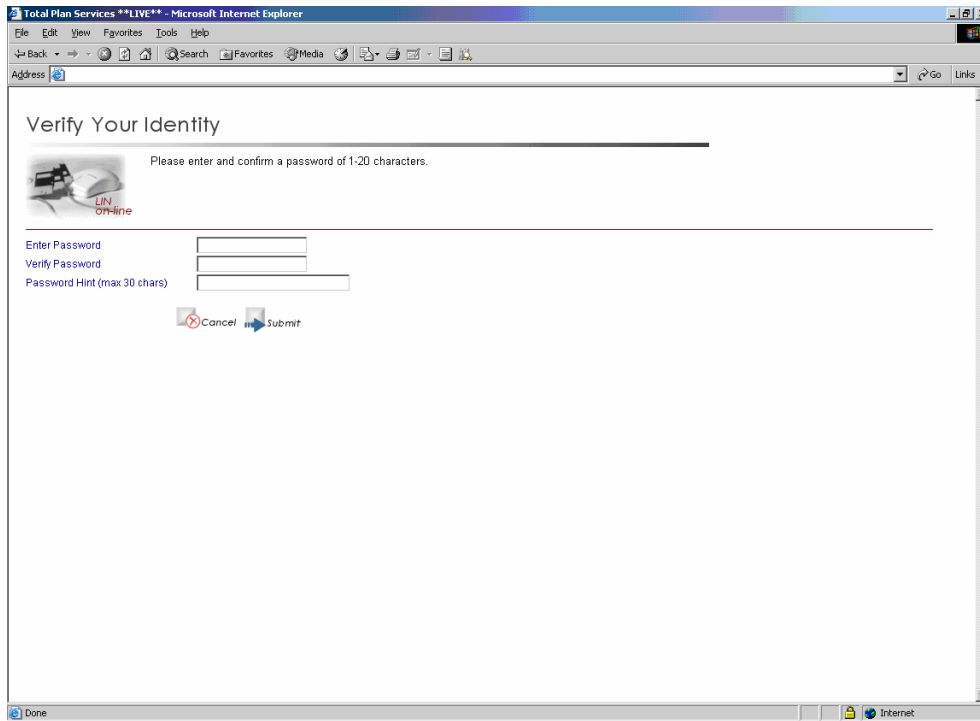 Total Plan Services **LIVE** - Microsoft Internet Explorer
File Edit View Favorites Tools Help
Back Search Favorites Media
Address Go Links
Verify Your Identity
Please enter and confirm a password of 1-20 characters.
LIN
on-line
Enter Password
Verify Password
Password Hint (max 30 chars)
Cancel Submit
Done Internet